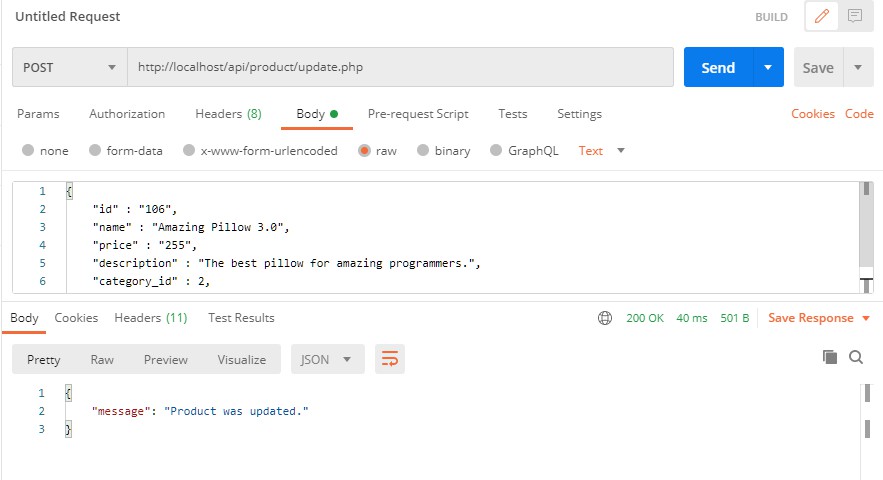 Untitled Request BUILD
POST http://localhost/api/product/update.php Send Save
Params Authorization Headers (8) Body Pre-request Script Tests Settings Cookies Code
none form-data x-www-form-urlencoded raw binary GraphQL Text
1 {
2 "id" : "106",
3 "name" : "Amazing Pillow 3.0",
4 "price" : "255",
5 "description" : "The best pillow for amazing programmers.",
6 "category_id" : 2,
Body Cookies Headers (11) Test Results 200 OK 40 ms 501 B Save Response
Pretty Raw Preview Visualize JSON
1 {
2 "message": "Product was updated."
3 }